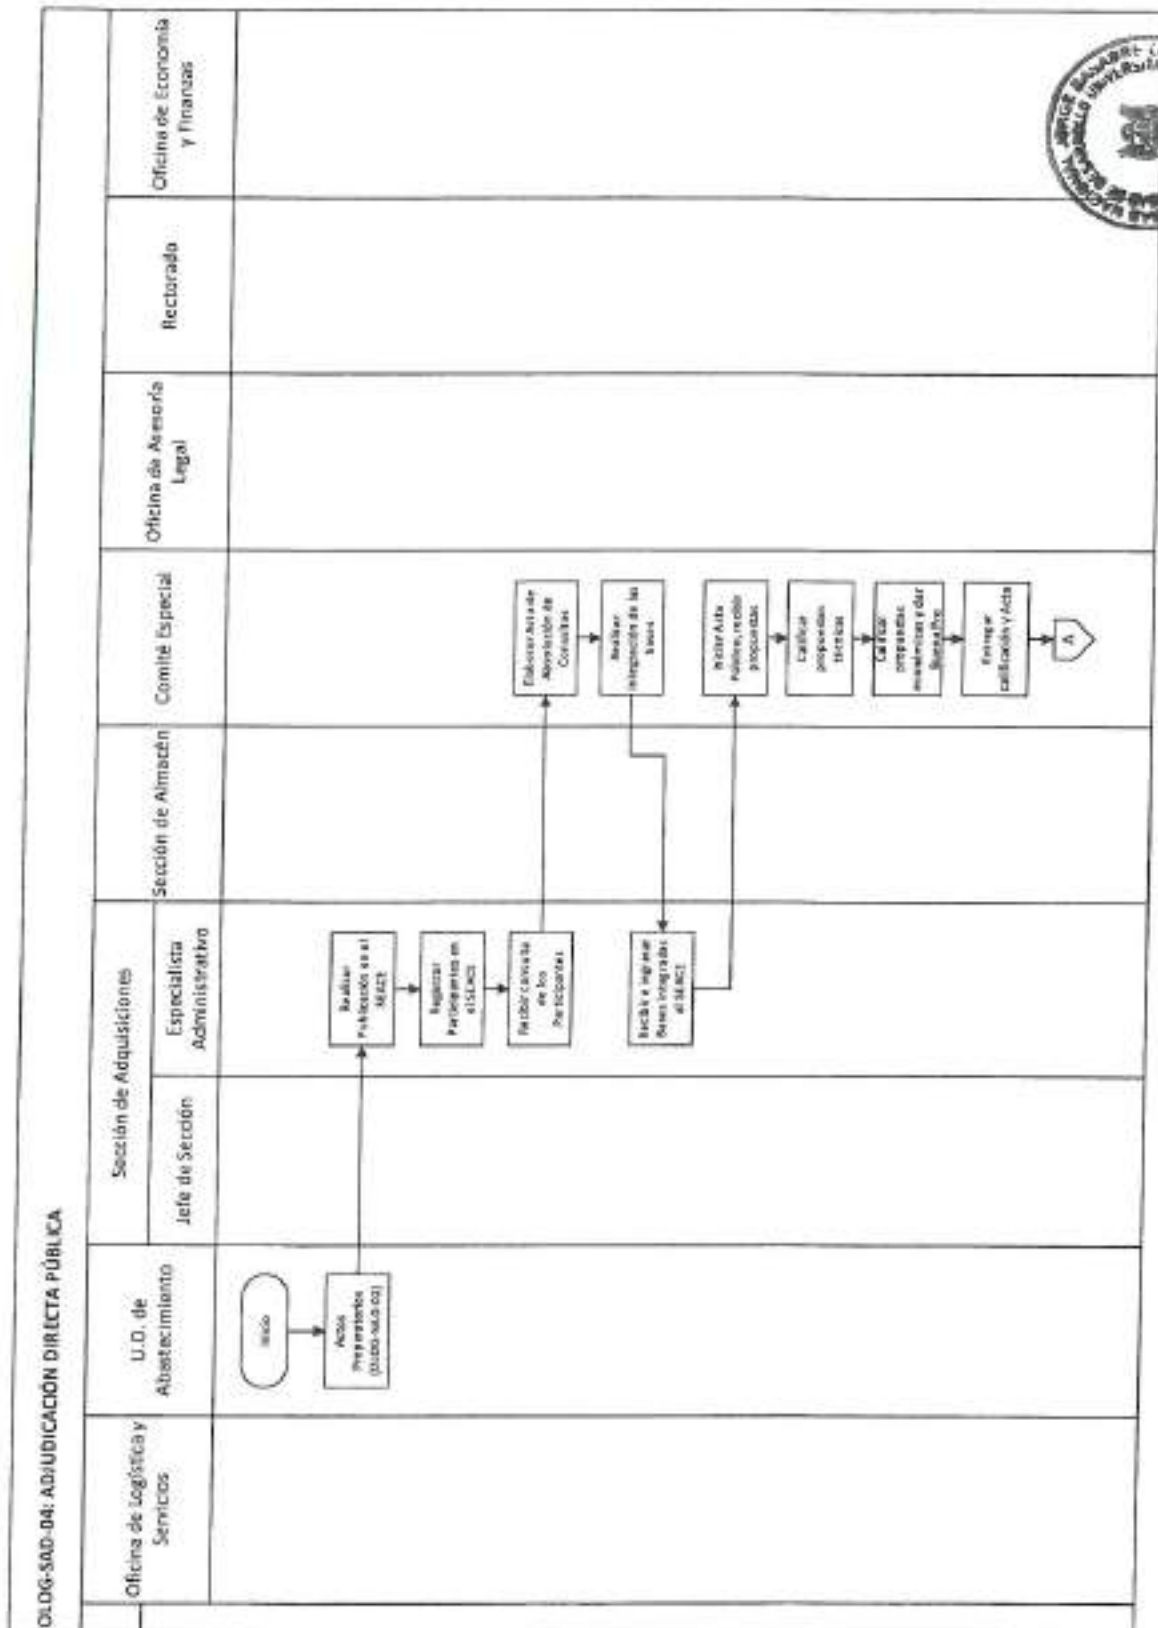 OLOG-SAD-04: ADJUDICACIÓN DIRECTA PÚBLICA
Oficina de Logística y
Servicios
U.O. de
Abastecimiento
Sección de Adquisiciones
Jefe de Sección
Especialista
Administrativo
Sección de Almacén
Comité Especial
Oficina de Asesoría
Legal
Rectorado
Oficina de Economía
y Finanzas
Inicio
Actos
Preparatorios
Realizar
Publicación en el
SEACE
Registrar
Participantes en
el SEACE
Recibir consulta
de los
Participantes
Elaborar Acta de
Absolución de
Consultas
Realizar
integración de las
bases
Recibir e ingresar
Bases Integradas
al SEACE
Iniciar Acto
Público, recibir
propuestas
Calificar
propuestas
técnicas
Calificar
propuestas
económicas y dar
Buena Pro
Entregar
calificación y Acta
A
JORGE BASADRE